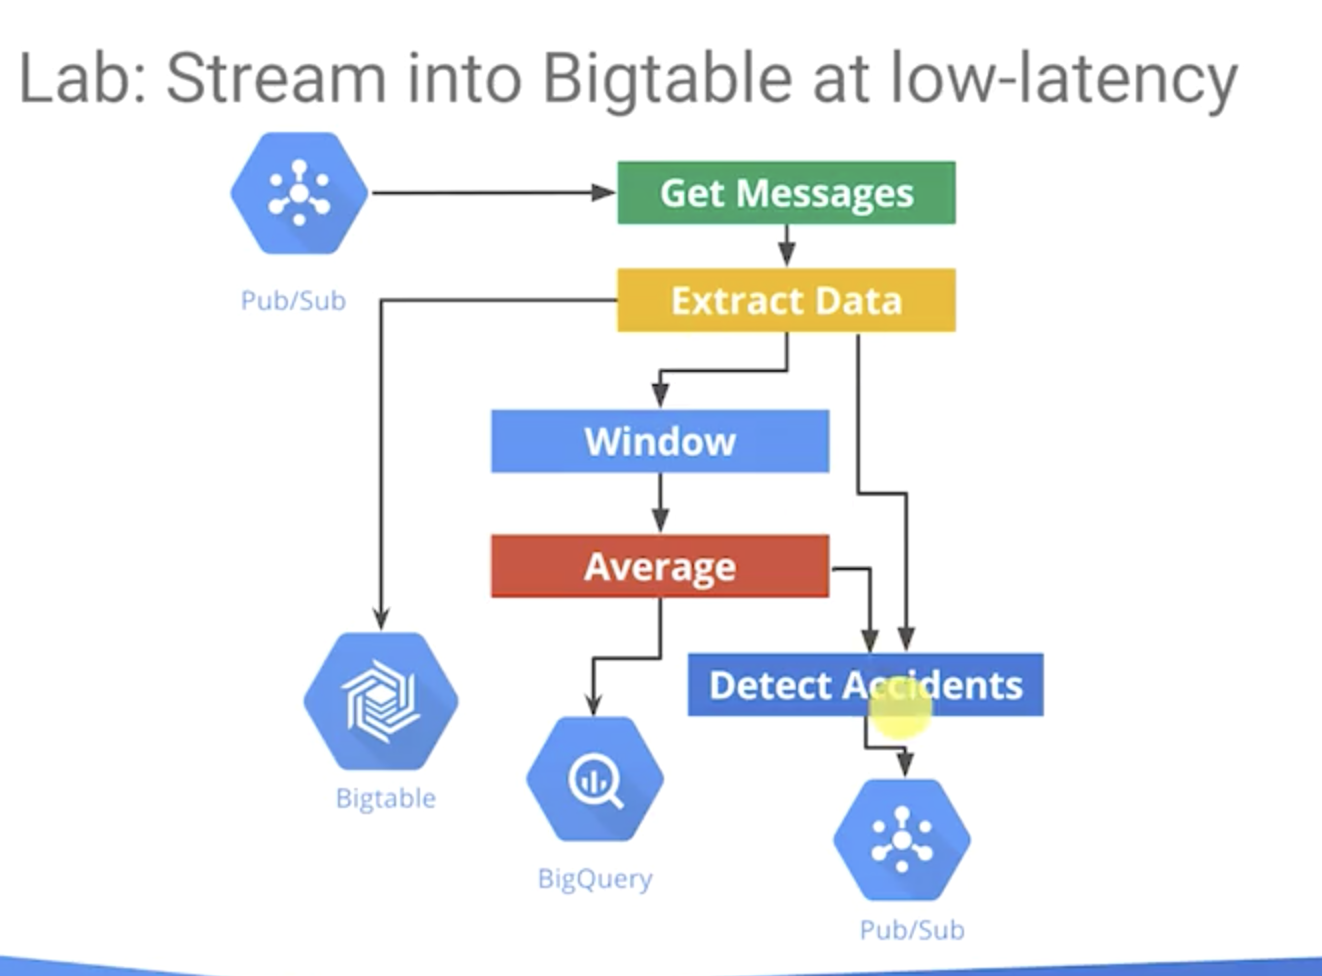 Lab: Stream into Bigtable at low-latency
Get Messages
Pub/Sub
Extract Data
Window
Average
Detect Accidents
Bigtable
BigQuery
Pub/Sub